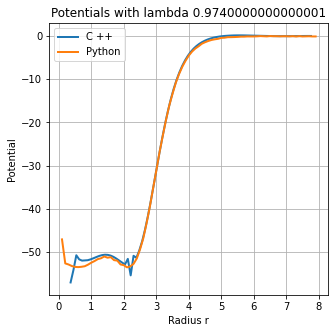 Potentials with lambda 0.9740000000000001
C ++
Python
Potential
0
−10
−20
−30
−40
−50
0 1 2 3 4 5 6 7 8
Radius r